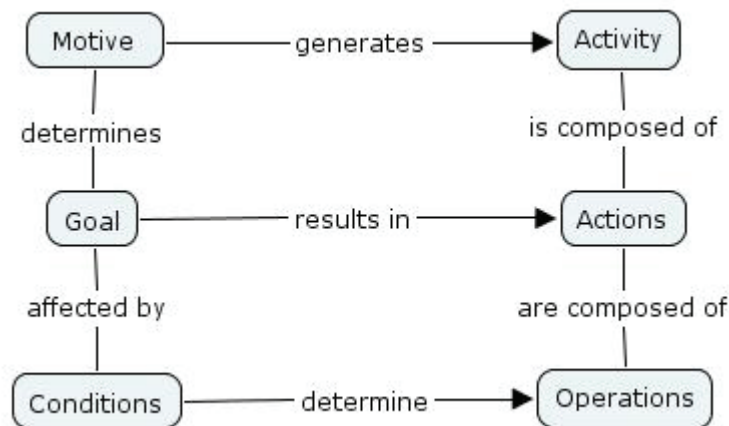 Motive
generates
Activity
determines
is composed of
Goal
results in
Actions
affected by
are composed of
Conditions
determine
Operations